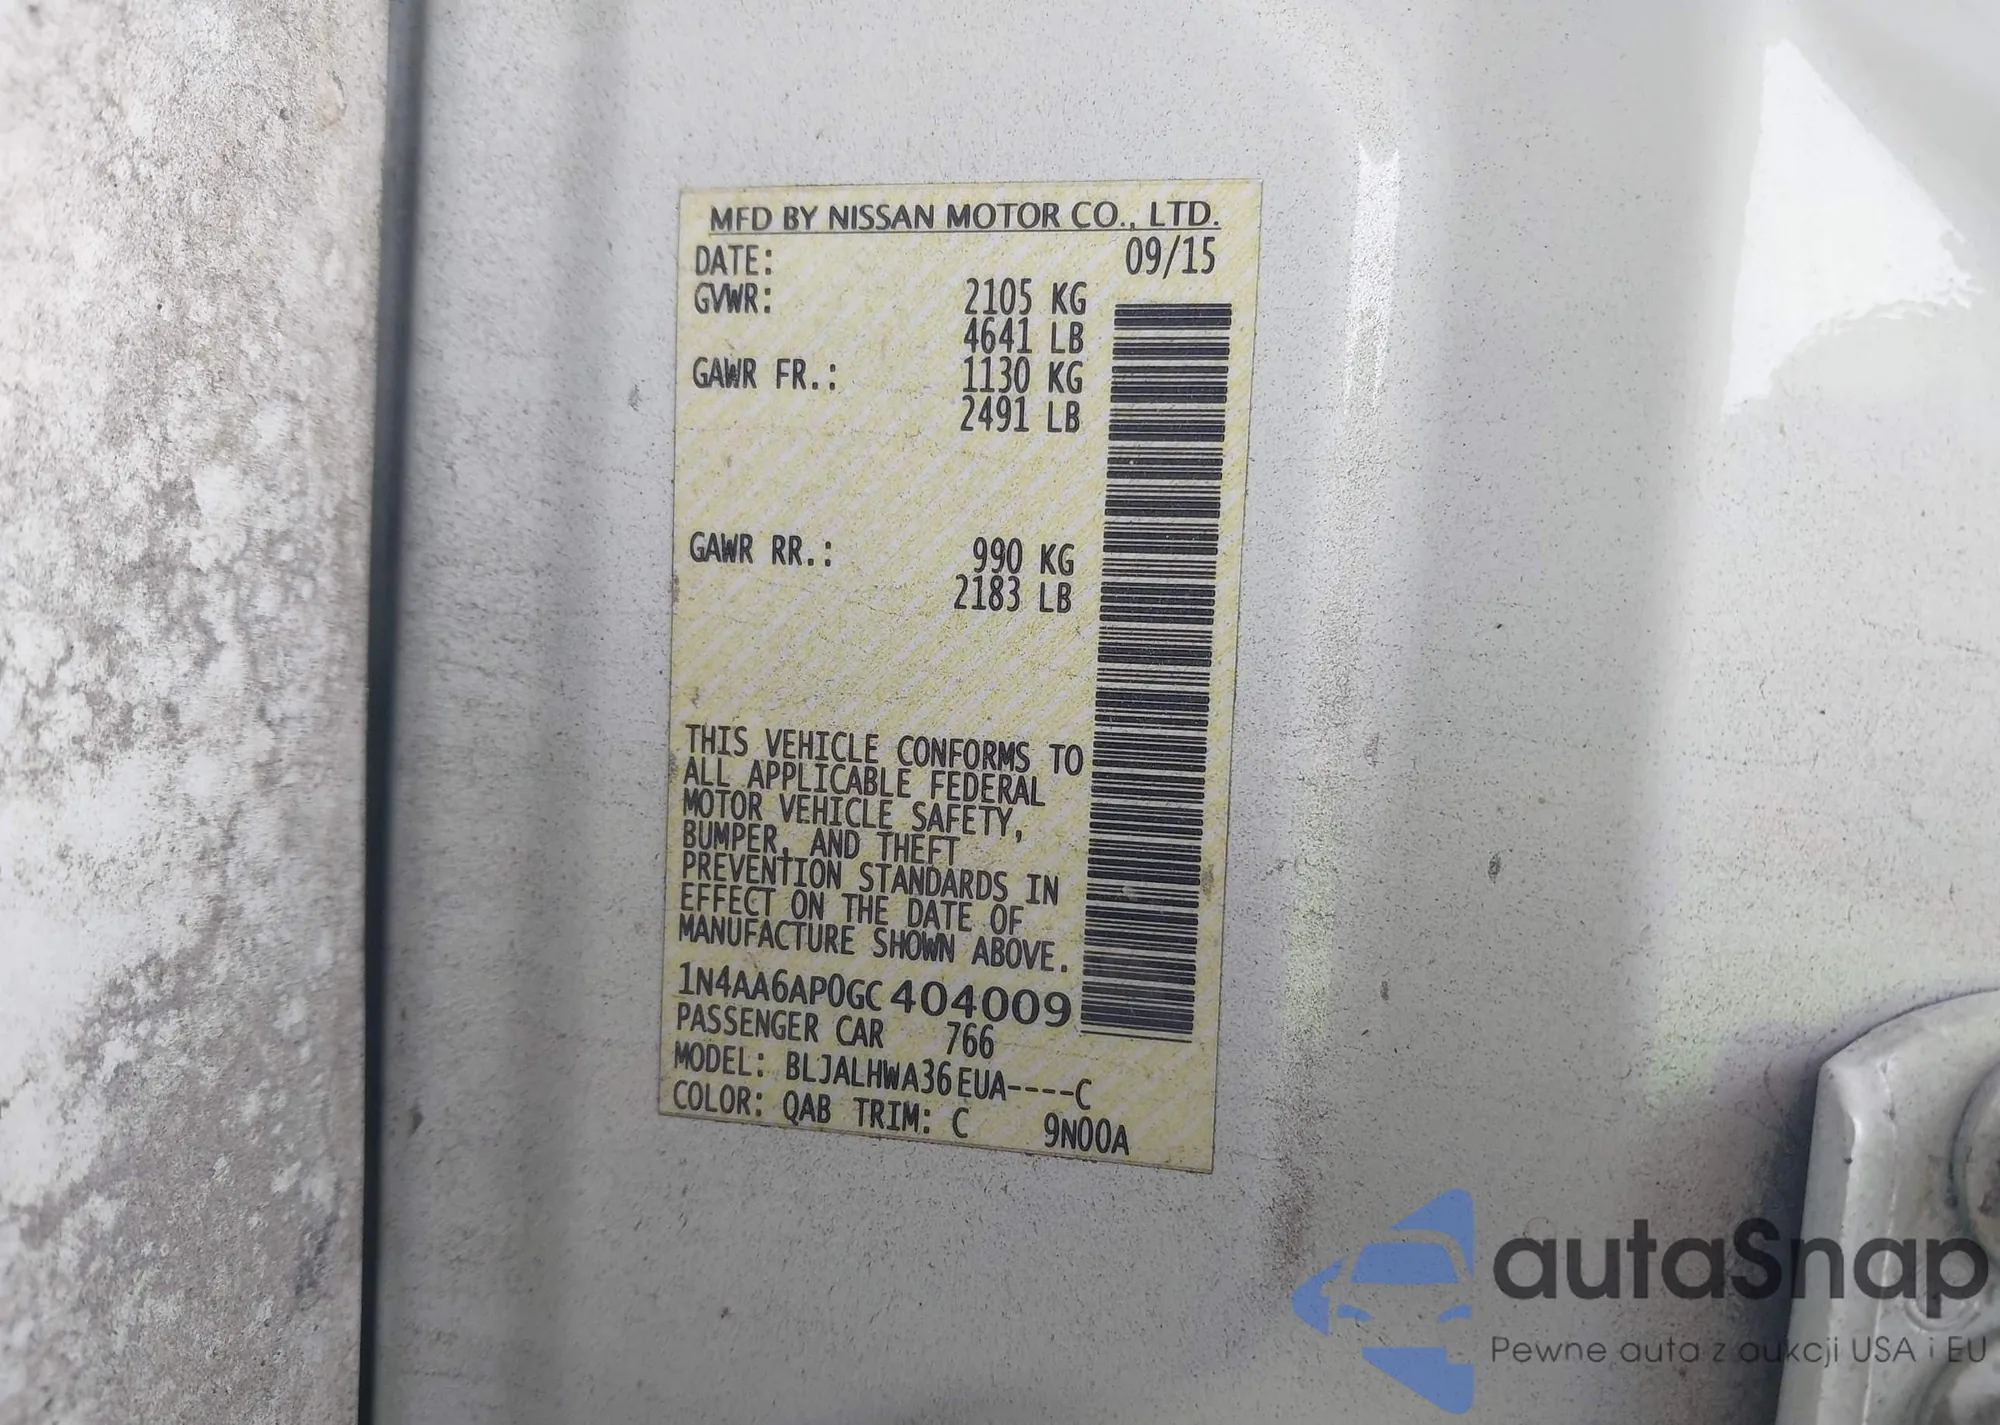 MFD BY NISSAN MOTOR CO., LTD.
DATE: 09/15
GVWR: 2105 KG
4641 LB
GAWR FR.: 1130 KG
2491 LB
GAWR RR.: 990 KG
2183 LB
THIS VEHICLE CONFORMS TO
ALL APPLICABLE FEDERAL
MOTOR VEHICLE SAFETY,
BUMPER, AND THEFT
PREVENTION STANDARDS IN
EFFECT ON THE DATE OF
MANUFACTURE SHOWN ABOVE.
1N4AA6AP0GC 404009
PASSENGER CAR 766
MODEL: BLJALHWA36EUA----C
COLOR: QAB TRIM: C 9N00A
autaSnap
Pewne auta z aukcji USA i EU